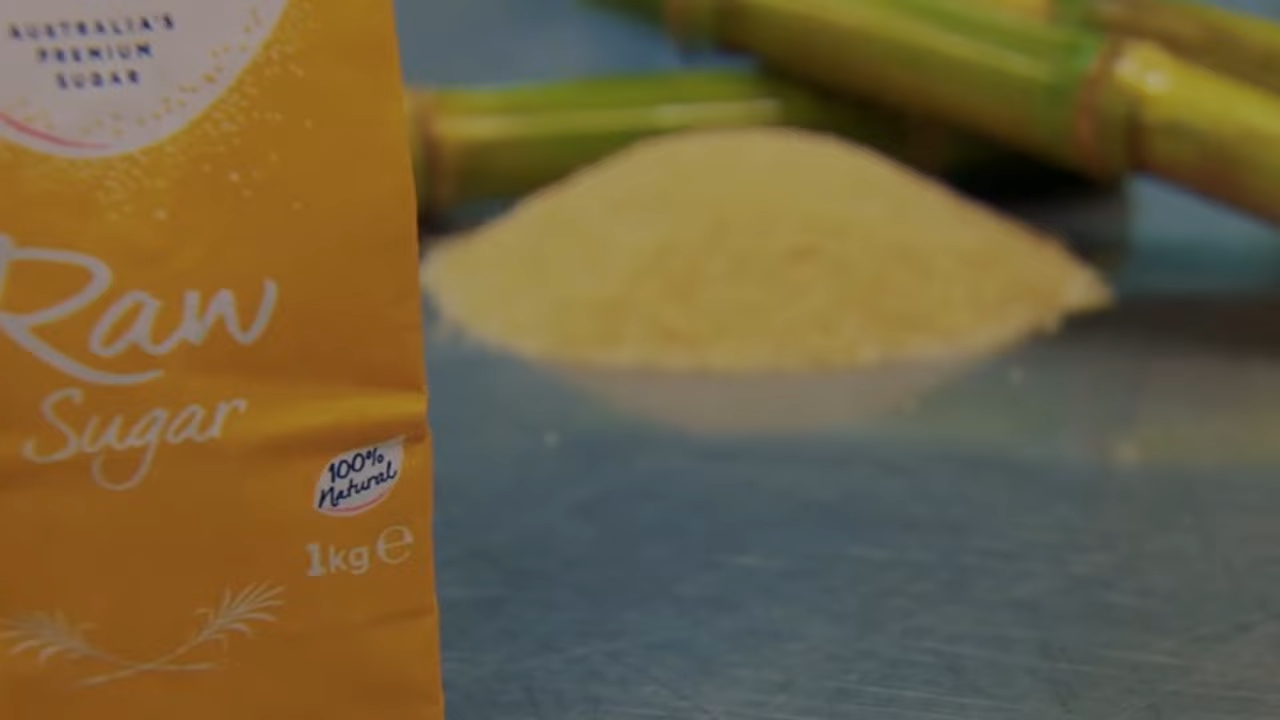 AUSTRALIA'S
PREMIUM
SUGAR
Raw
Sugar
100%
Natural
1kg e